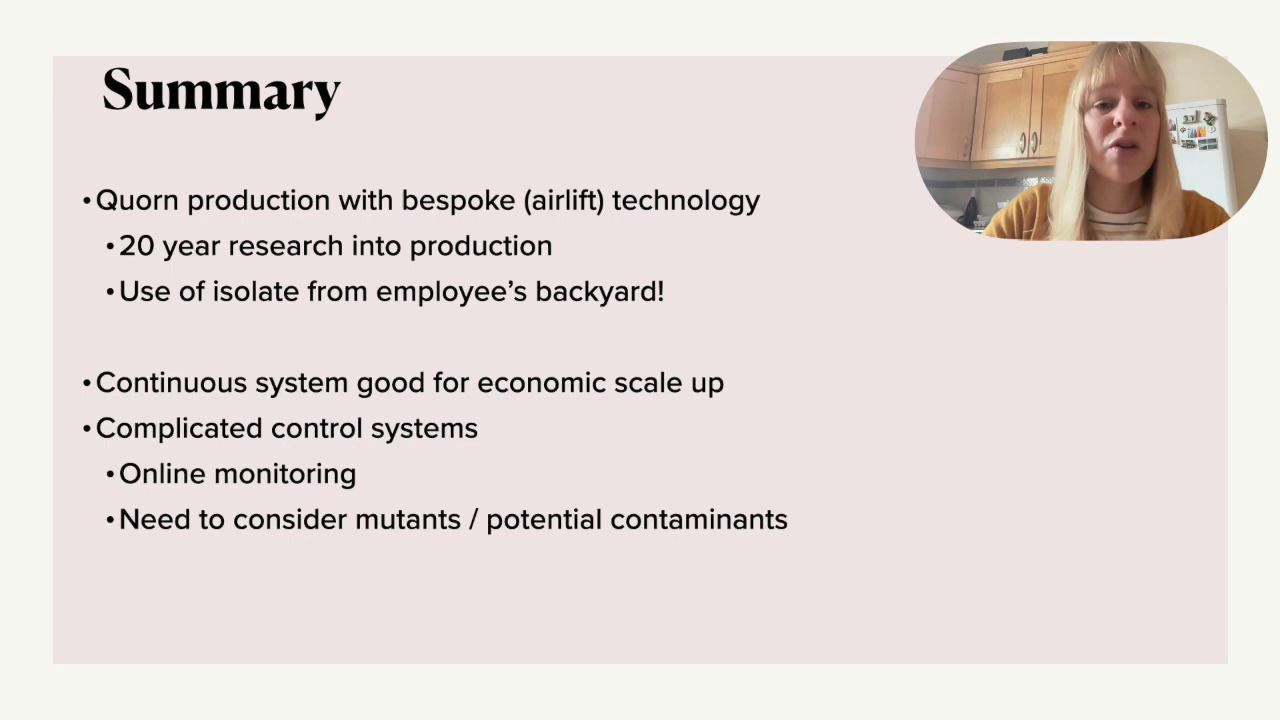 Summary
•Quorn production with bespoke (airlift) technology
•20 year research into production
•Use of isolate from employee’s backyard!
•Continuous system good for economic scale up
•Complicated control systems
•Online monitoring
•Need to consider mutants / potential contaminants